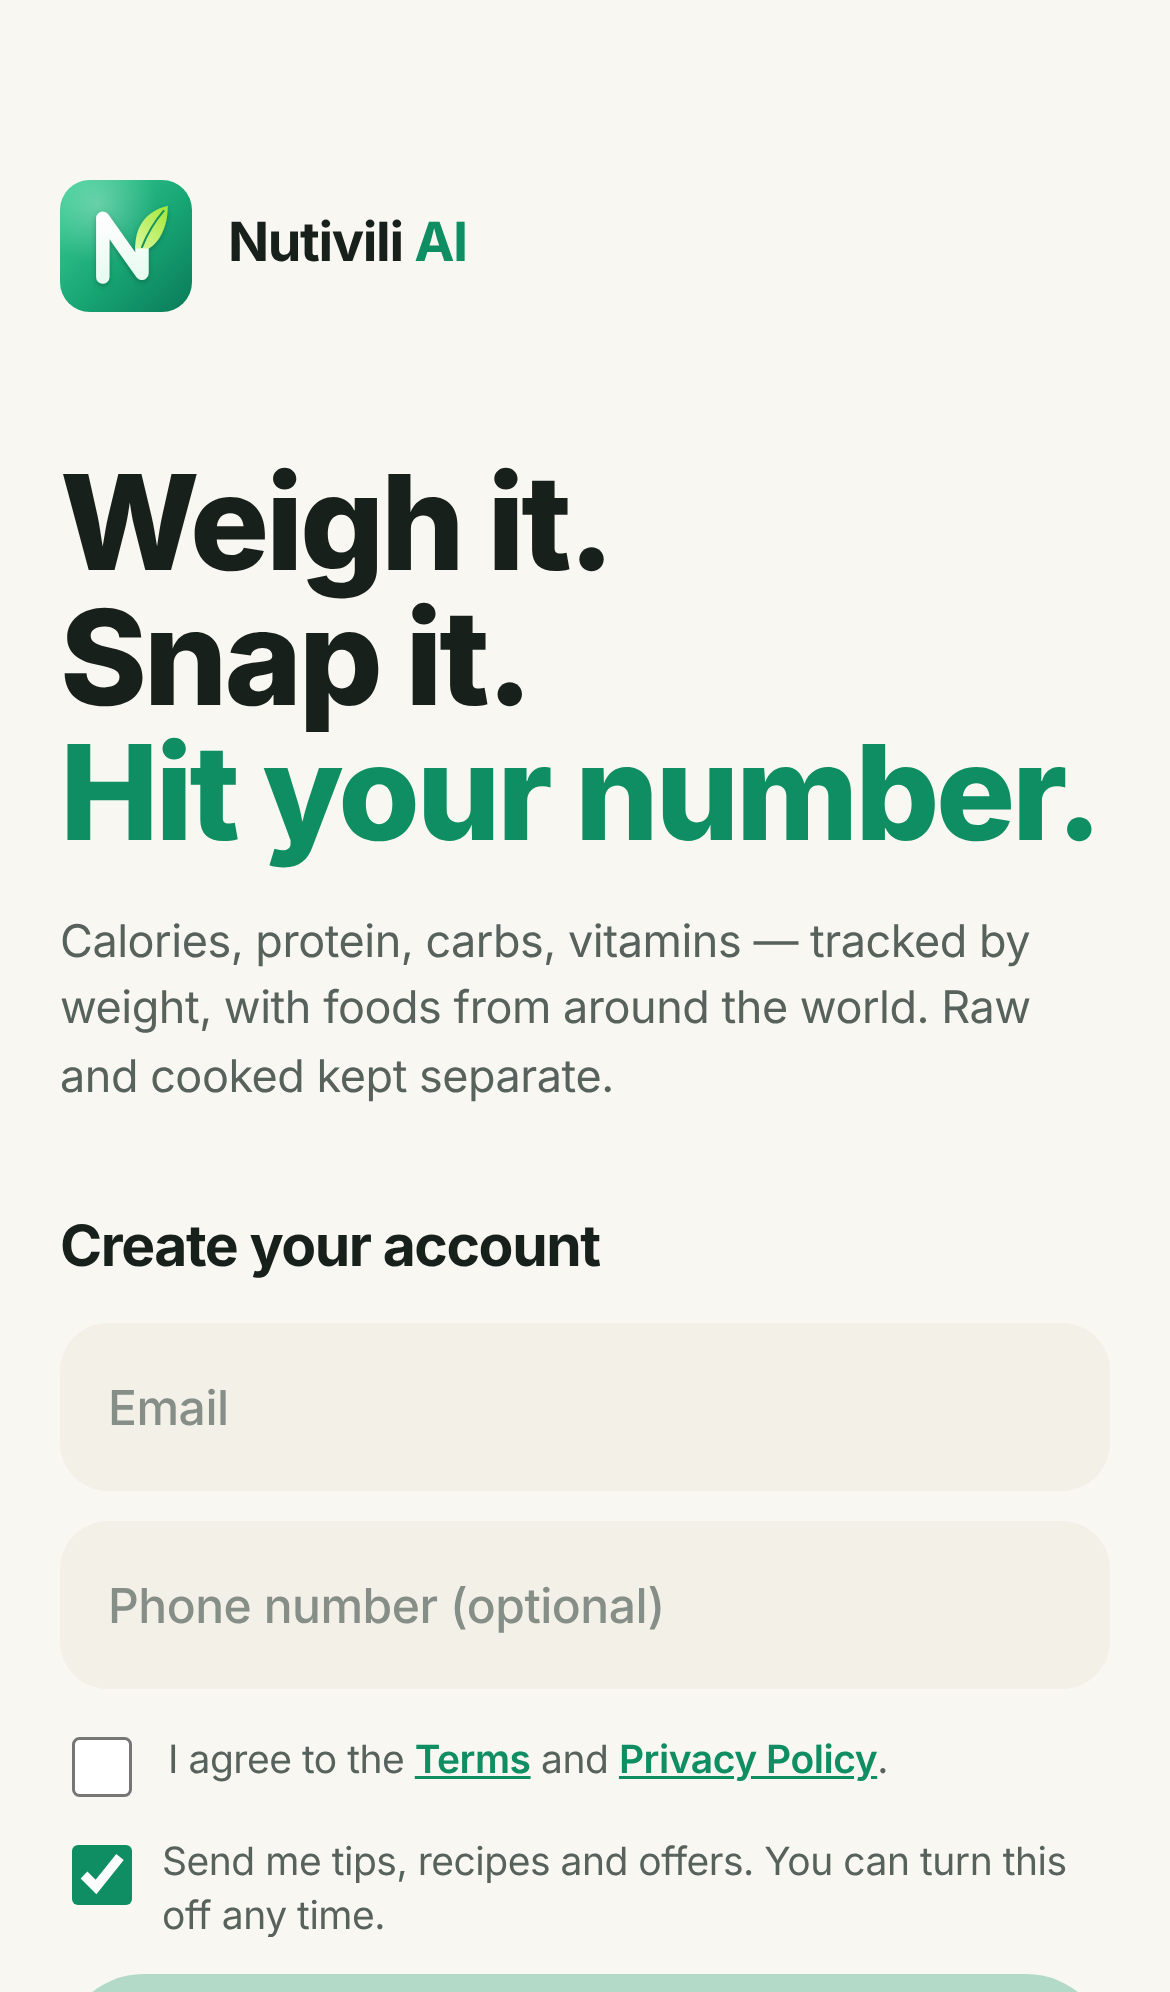 Nutivili AI
Weigh it.
Snap it.
Hit your number.
Calories, protein, carbs, vitamins — tracked by
weight, with foods from around the world. Raw
and cooked kept separate.
Create your account
Email
Phone number (optional)
I agree to the Terms and Privacy Policy.
Send me tips, recipes and offers. You can turn this
off any time.